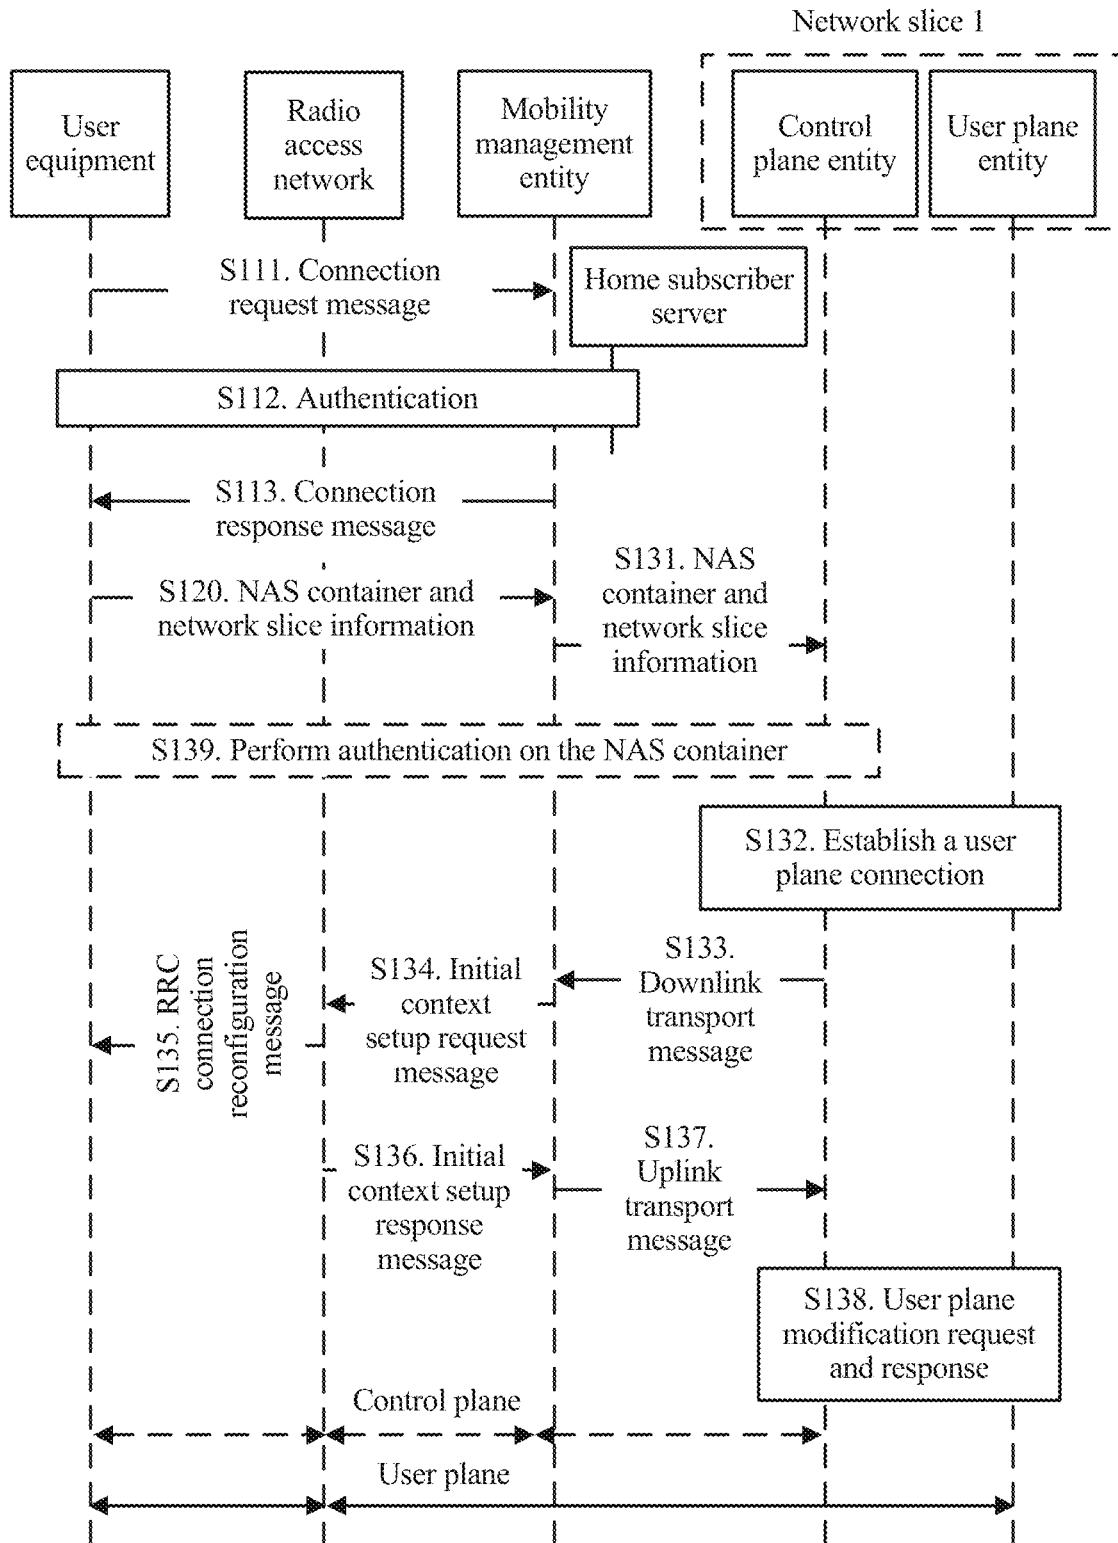 Network slice 1
User
equipment
Radio
access
network
Mobility
management
entity
Control
plane entity
User plane
entity
S111. Connection
request message
Home subscriber
server
S112. Authentication
S113. Connection
response message
S120. NAS container and
network slice information
S131. NAS
container and
network slice
information
S139. Perform authentication on the NAS container
S132. Establish a user
plane connection
S133.
Downlink
transport
message
S134. Initial
context
setup request
message
S135. RRC
connection
reconfiguration
message
S136. Initial
context setup
response
message
S137.
Uplink
transport
message
S138. User plane
modification request
and response
Control plane
User plane